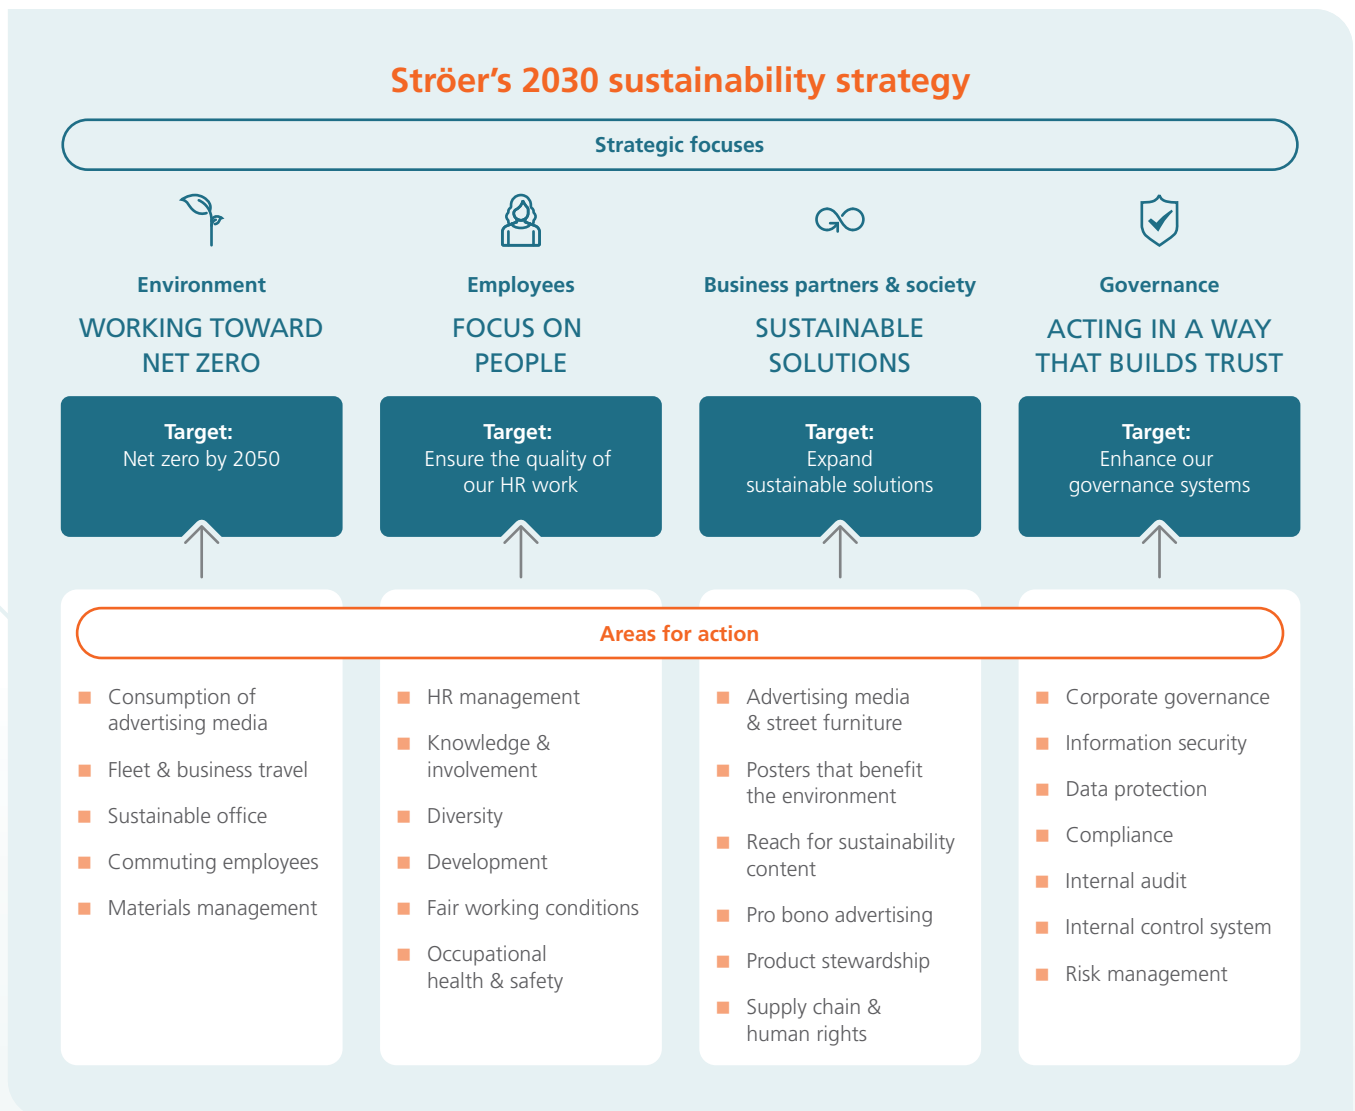 Ströer’s 2030 sustainability strategy
Strategic focuses
Environment
WORKING TOWARD
NET ZERO
Target:
Net zero by 2050
Employees
FOCUS ON
PEOPLE
Target:
Ensure the quality of
our HR work
Business partners & society
SUSTAINABLE
SOLUTIONS
Target:
Expand
sustainable solutions
Governance
ACTING IN A WAY
THAT BUILDS TRUST
Target:
Enhance our
governance systems
Areas for action
Consumption of
advertising media
Fleet & business travel
Sustainable office
Commuting employees
Materials management
HR management
Knowledge &
involvement
Diversity
Development
Fair working conditions
Occupational
health & safety
Advertising media
& street furniture
Posters that benefit
the environment
Reach for sustainability
content
Pro bono advertising
Product stewardship
Supply chain &
human rights
Corporate governance
Information security
Data protection
Compliance
Internal audit
Internal control system
Risk management